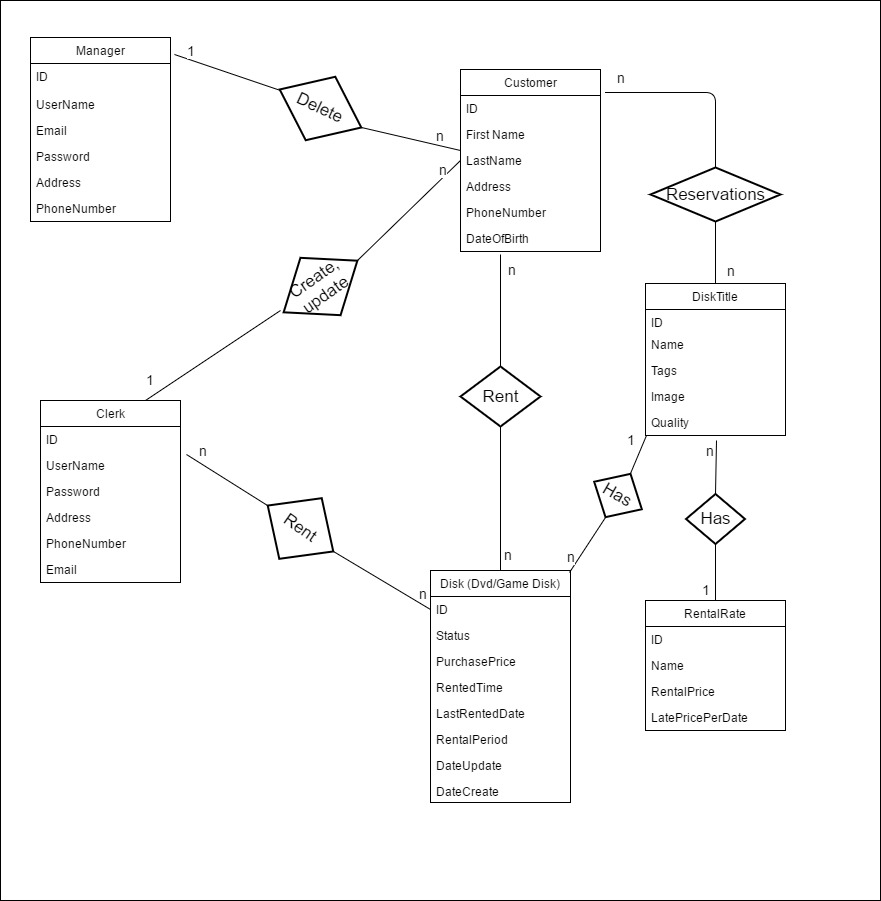 Manager
ID
UserName
Email
Password
Address
PhoneNumber
1
Delete
n
Customer
ID
First Name
LastName
Address
PhoneNumber
DateOfBirth
n
Reservations
n
n
Create,
update
1
n
Rent
n
DiskTitle
ID
Name
Tags
Image
Quality
Clerk
ID
UserName
Password
Address
PhoneNumber
Email
n
Rent
n
1
Has
n
n
Has
1
Disk (Dvd/Game Disk)
ID
Status
PurchasePrice
RentedTime
LastRentedDate
RentalPeriod
DateUpdate
DateCreate
RentalRate
ID
Name
RentalPrice
LatePricePerDate